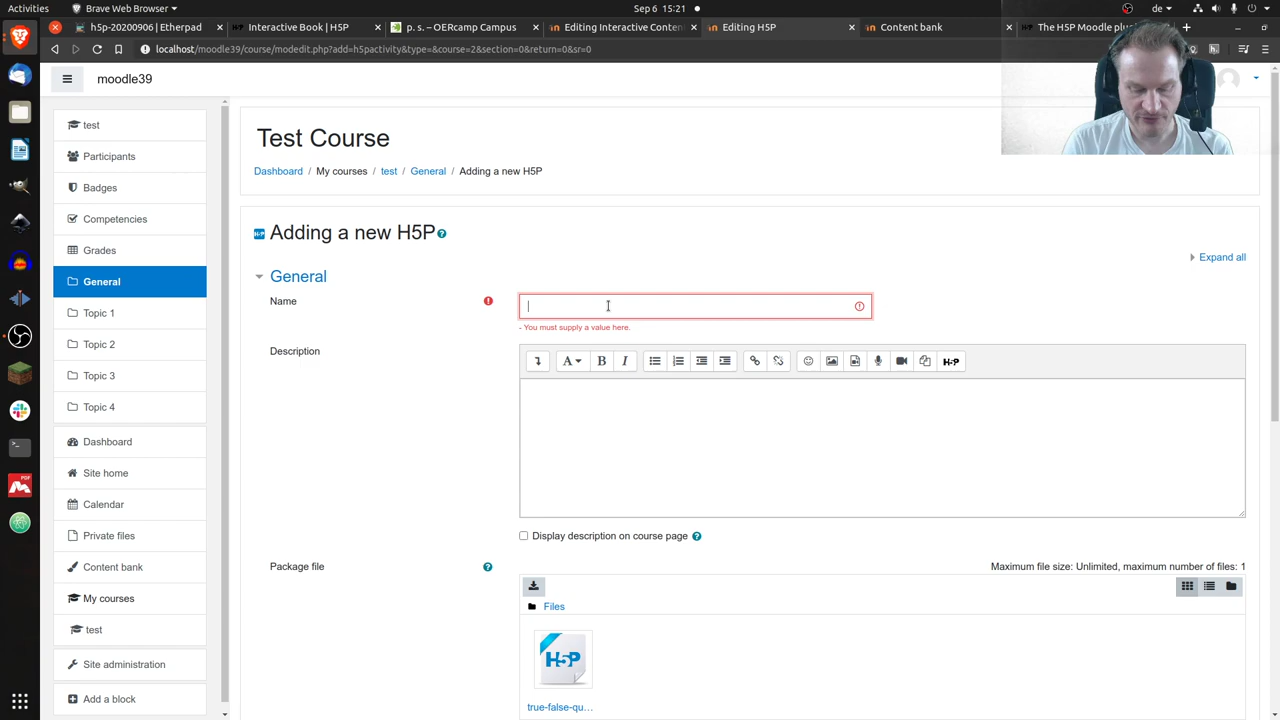 Activities
Brave Web Browser
Sep 6 15:21
de
h5p-20200906 | Etherpad
Interactive Book | H5P
p. s. – OERcamp Campus
Editing Interactive Conten
Editing H5P
Content bank
The H5P Moodle plu
localhost/moodle39/course/modedit.php?add=h5pactivity&type=&course=2&section=0&return=0&sr=0
moodle39
test
Participants
Badges
Competencies
Grades
General
Topic 1
Topic 2
Topic 3
Topic 4
Dashboard
Site home
Calendar
Private files
Content bank
My courses
test
Site administration
Add a block
Test Course
Dashboard / My courses / test / General / Adding a new H5P
H-P Adding a new H5P
Expand all
General
Name
- You must supply a value here.
Description
A B I H-P
Display description on course page
Package file
Maximum file size: Unlimited, maximum number of files: 1
Files
H5P
true-false-qu...